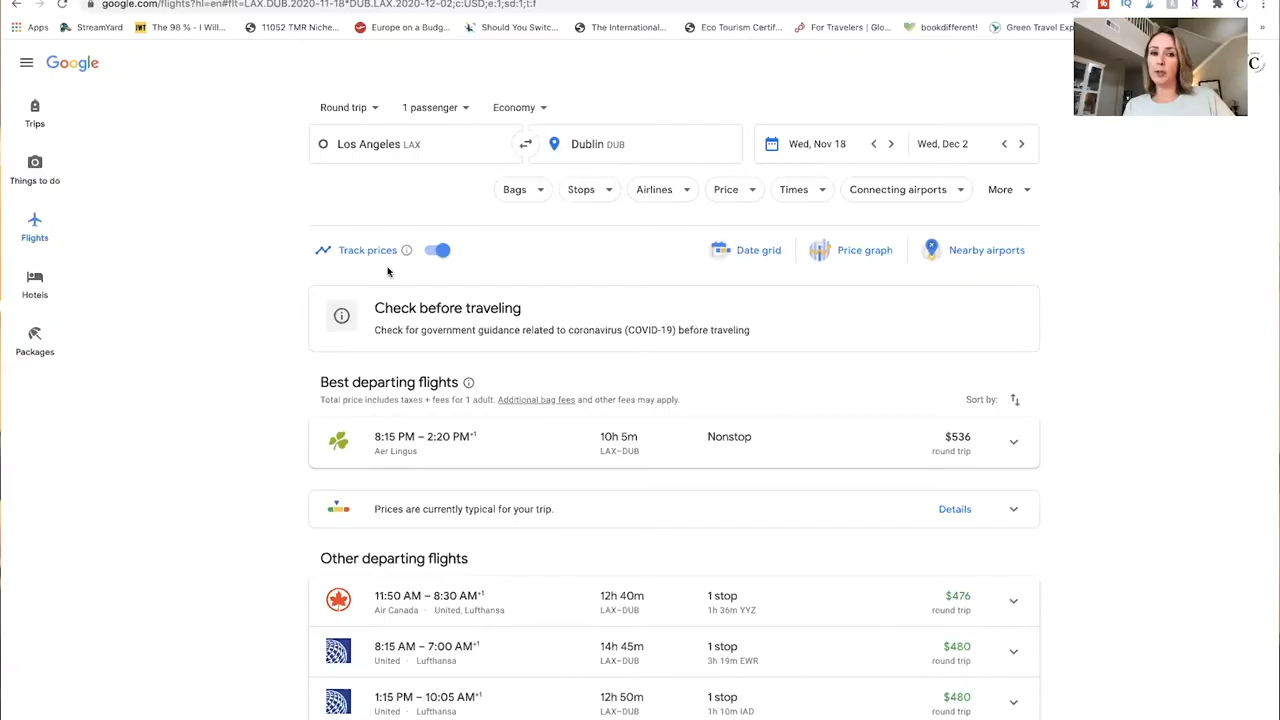 google.com/flights?hl=en#flt=LAX.DUB.2020-11-18*DUB.LAX.2020-12-02;c:USD;e:1;sd:1;t:f
Apps StreamYard The 98 % - I Will... 11052 TMR Niche... Europe on a Budg... Should You Switc... The International... Eco Tourism Certif... For Travelers | Glo... bookdifferent! Green Travel Exp »
Google
C
Trips
Things to do
Flights
Hotels
Packages
Round trip 1 passenger Economy
Los Angeles LAX Dublin DUB Wed, Nov 18 Wed, Dec 2
Bags Stops Airlines Price Times Connecting airports More
Track prices Date grid Price graph Nearby airports
Check before traveling
Check for government guidance related to coronavirus (COVID-19) before traveling
Best departing flights
Total price includes taxes + fees for 1 adult. Additional bag fees and other fees may apply. Sort by:
8:15 PM – 2:20 PM+1 10h 5m Nonstop $536
Aer Lingus LAX–DUB round trip
Prices are currently typical for your trip. Details
Other departing flights
11:50 AM – 8:30 AM+1 12h 40m 1 stop $476
Air Canada · United, Lufthansa LAX–DUB 1h 36m YYZ round trip
8:15 AM – 7:00 AM+1 14h 45m 1 stop $480
United · Lufthansa LAX–DUB 3h 19m EWR round trip
1:15 PM – 10:05 AM+1 12h 50m 1 stop $480
United · Lufthansa LAX–DUB 1h 10m IAD round trip